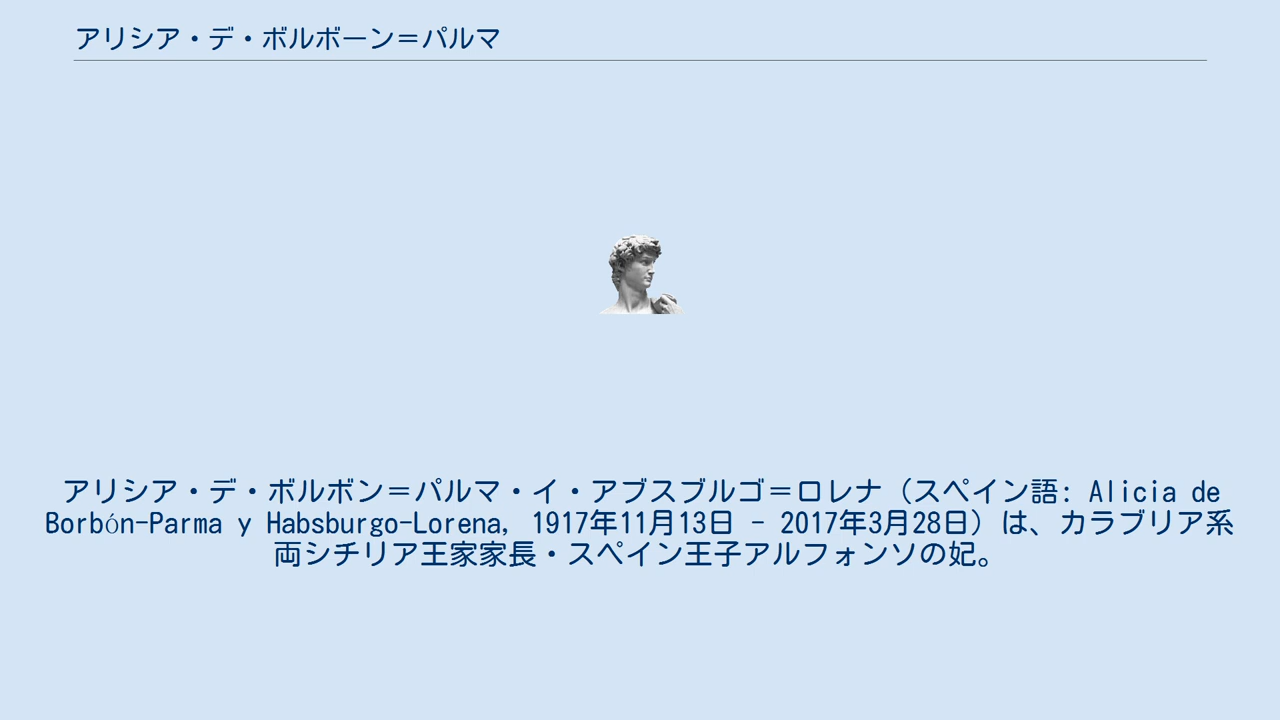 アリシア・デ・ボルボーン＝パルマ
アリシア・デ・ボルボン＝パルマ・イ・アブスブルゴ＝ロレナ（スペイン語: Alicia de
Borbón-Parma y Habsburgo-Lorena, 1917年11月13日 - 2017年3月28日）は、カラブリア系
両シチリア王家家長・スペイン王子アルフォンソの妃。